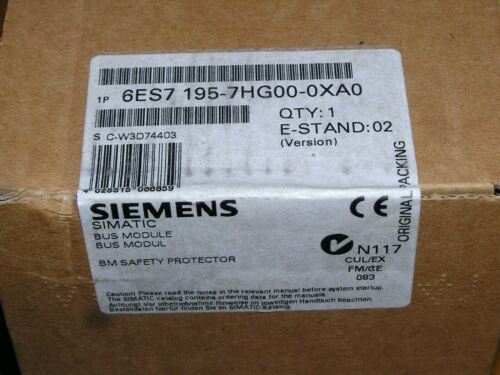 1P 6ES7 195-7HG00-0XA0
QTY: 1
S C-W3D74403
E-STAND: 02
(Version)
4 025515 066859
SIEMENS
SIMATIC
BUS MODULE
BUS MODUL
BM SAFETY PROTECTOR
CE
N117
CUL/EX
FM/CE
083
ORIGINAL PACKING
Caution! Please read the notes in the relevant manual before system startup.
The SIMATIC catalog contains ordering data for the manuals.
Achtung! Vor Inbetriebnahme Hinweise im jeweiligen Handbuch beachten.
Bestelldaten hierfür finden Sie im SIMATIC-Katalog.